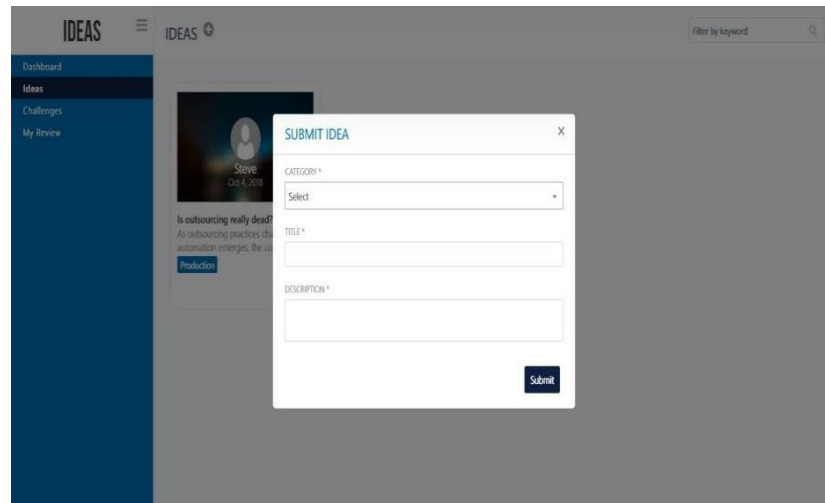 IDEAS
IDEAS
Filter by keyword
Dashboard
Ideas
Challenges
My Review
Steve
Oct 4, 2018
Is outsourcing really dead?
As outsourcing practices
automation emerges, the
Production
SUBMIT IDEA
X
CATEGORY *
Select
TITLE *
DESCRIPTION *
Submit